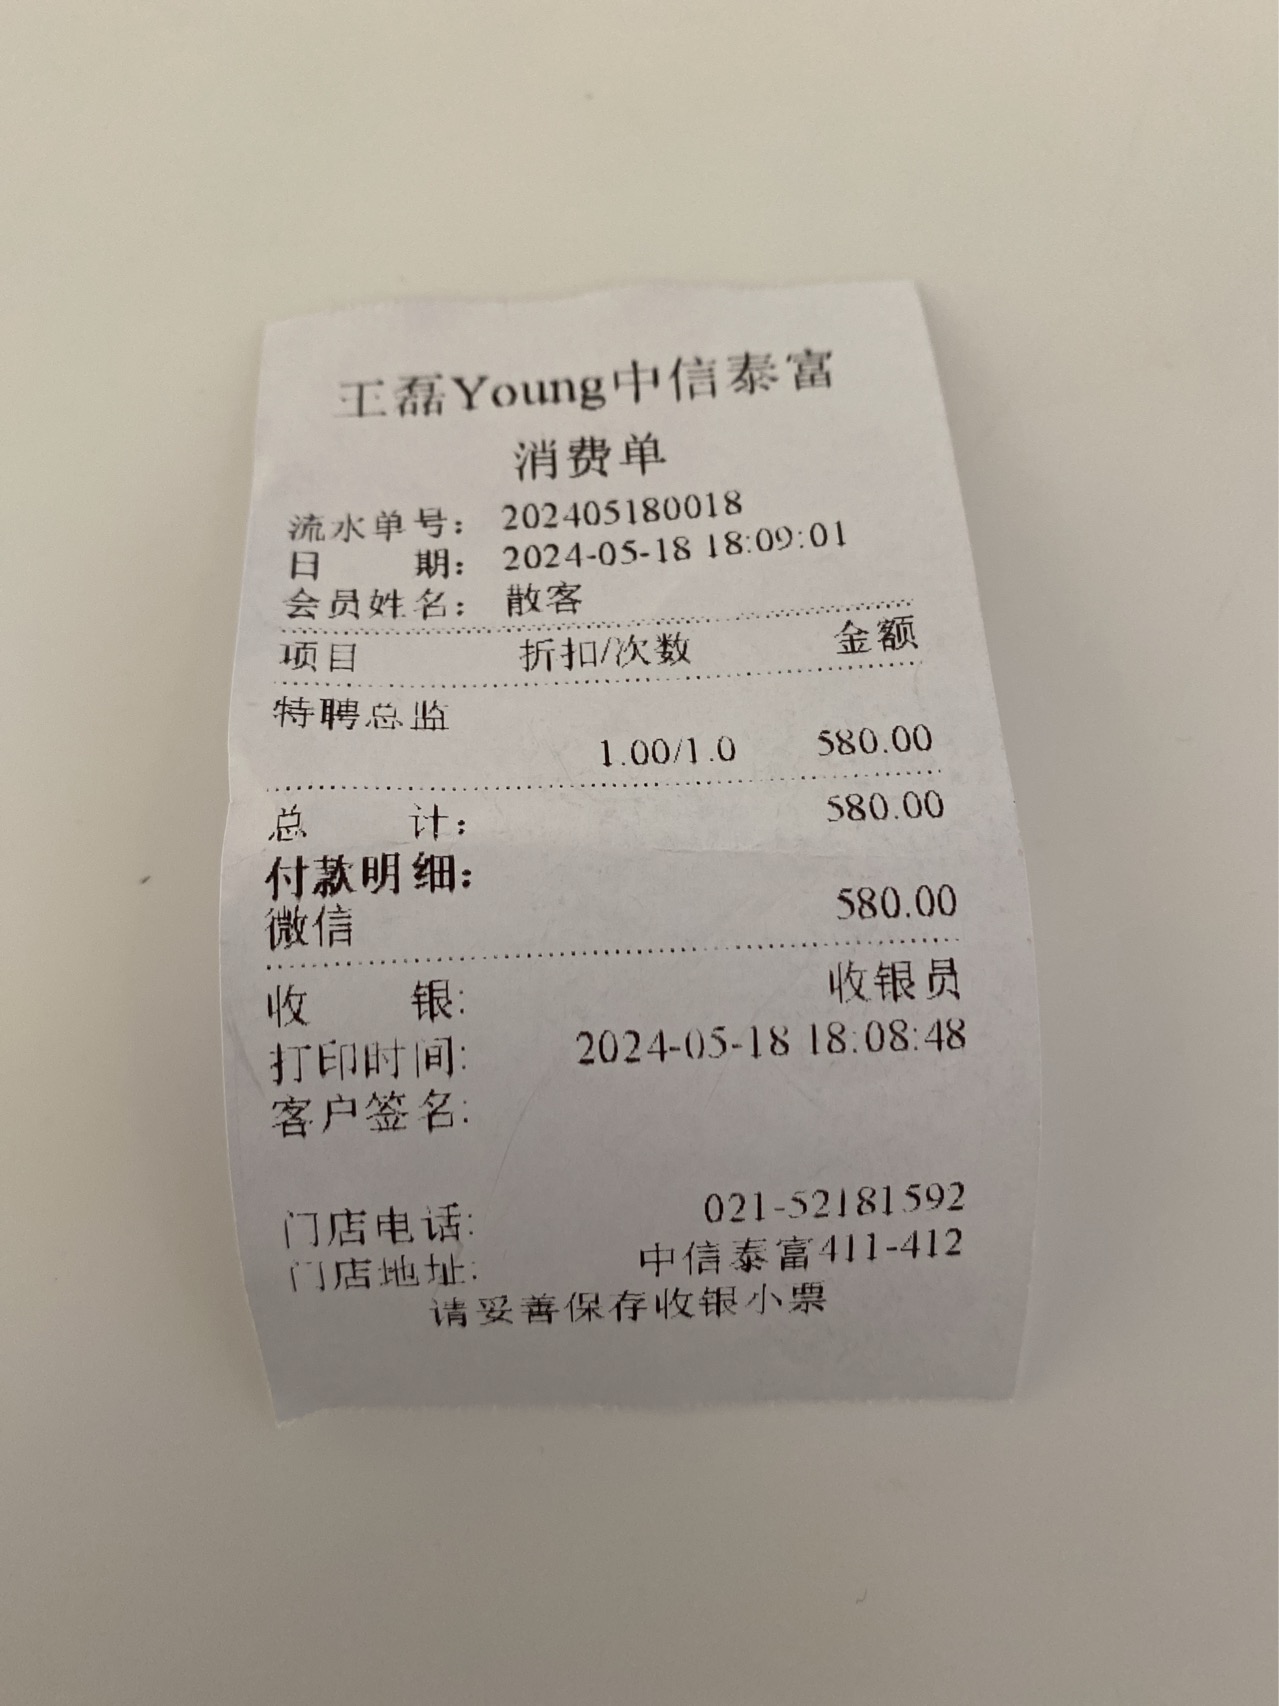 王磊Young中信泰富
消费单
流水单号： 202405180018
日 期： 2024-05-18 18:09:01
会员姓名： 散客
项目 折扣/次数 金额
特聘总监
1.00/1.0 580.00
总 计： 580.00
付款明细：
微信 580.00
收 银: 收银员
打印时间: 2024-05-18 18:08:48
客户签名:
门店电话: 021-52181592
门店地址: 中信泰富411-412
请妥善保存收银小票